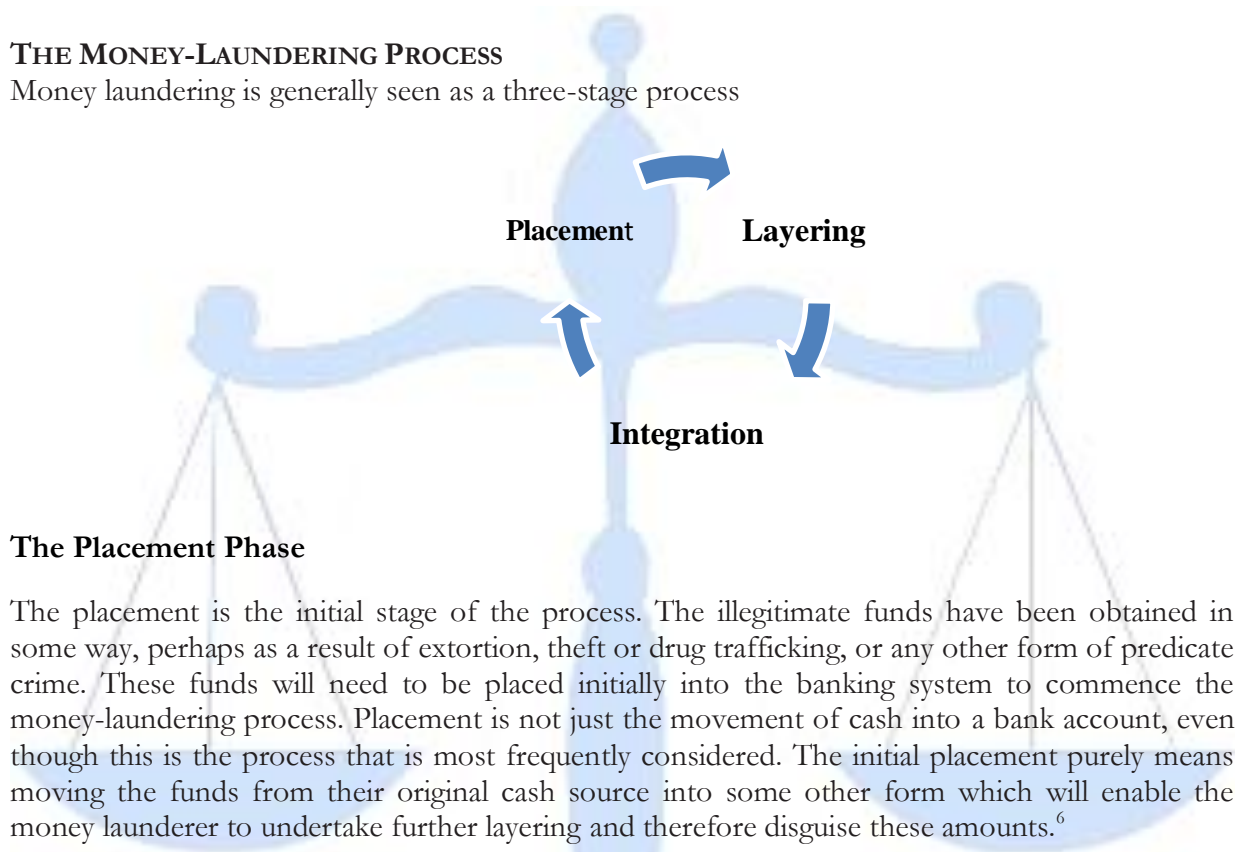 THE MONEY-LAUNDERING PROCESS
Money laundering is generally seen as a three-stage process
Placement Layering
Integration
The Placement Phase
The placement is the initial stage of the process. The illegitimate funds have been obtained in
some way, perhaps as a result of extortion, theft or drug trafficking, or any other form of predicate
crime. These funds will need to be placed initially into the banking system to commence the
money-laundering process. Placement is not just the movement of cash into a bank account, even
though this is the process that is most frequently considered. The initial placement purely means
moving the funds from their original cash source into some other form which will enable the
money launderer to undertake further layering and therefore disguise these amounts.⁶